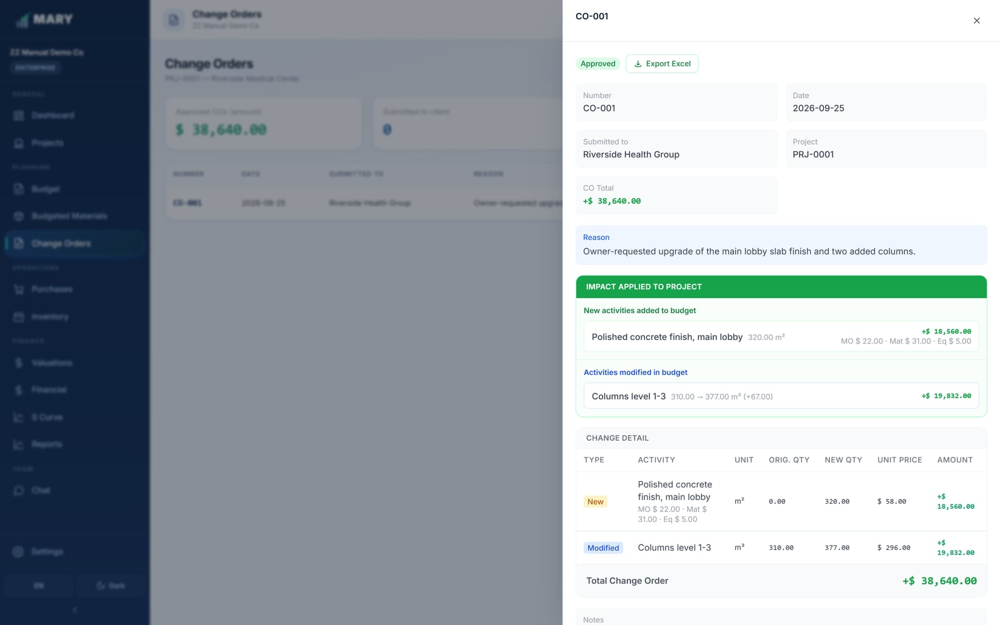 MARY
ZZ Manual Demo Co
ENTERPRISE
GENERAL
Dashboard
Projects
PLANNING
Budget
Budgeted Materials
Change Orders
OPERATIONS
Purchases
Inventory
FINANCE
Valuations
Financial
S Curve
Reports
TEAM
Chat
Settings
EN
Dark
Change Orders
ZZ Manual Demo Co
Change Orders
PRJ-0001 — Riverside Medical Center
Approved COs (amount)
$ 38,640.00
Submitted to client
0
NUMBER DATE SUBMITTED TO REASON
CO-001 2026-09-25 Riverside Health Group Owner-requested upgrad
CO-001
Approved
Export Excel
Number
CO-001
Date
2026-09-25
Submitted to
Riverside Health Group
Project
PRJ-0001
CO Total
+$ 38,640.00
Reason
Owner-requested upgrade of the main lobby slab finish and two added columns.
IMPACT APPLIED TO PROJECT
New activities added to budget
Polished concrete finish, main lobby 320.00 m²
+$ 18,560.00
MO $ 22.00 · Mat $ 31.00 · Eq $ 5.00
Activities modified in budget
Columns level 1-3 310.00 → 377.00 m³ (+67.00) +$ 19,832.00
CHANGE DETAIL
TYPE ACTIVITY UNIT ORIG. QTY NEW QTY UNIT PRICE AMOUNT
New
Polished concrete
finish, main lobby
MO $ 22.00 · Mat $
31.00 · Eq $ 5.00
m² 0.00 320.00 $ 58.00
+$
18,560.00
Modified Columns level 1-3 m³ 310.00 377.00 $ 296.00
+$
19,832.00
Total Change Order +$ 38,640.00
Notes